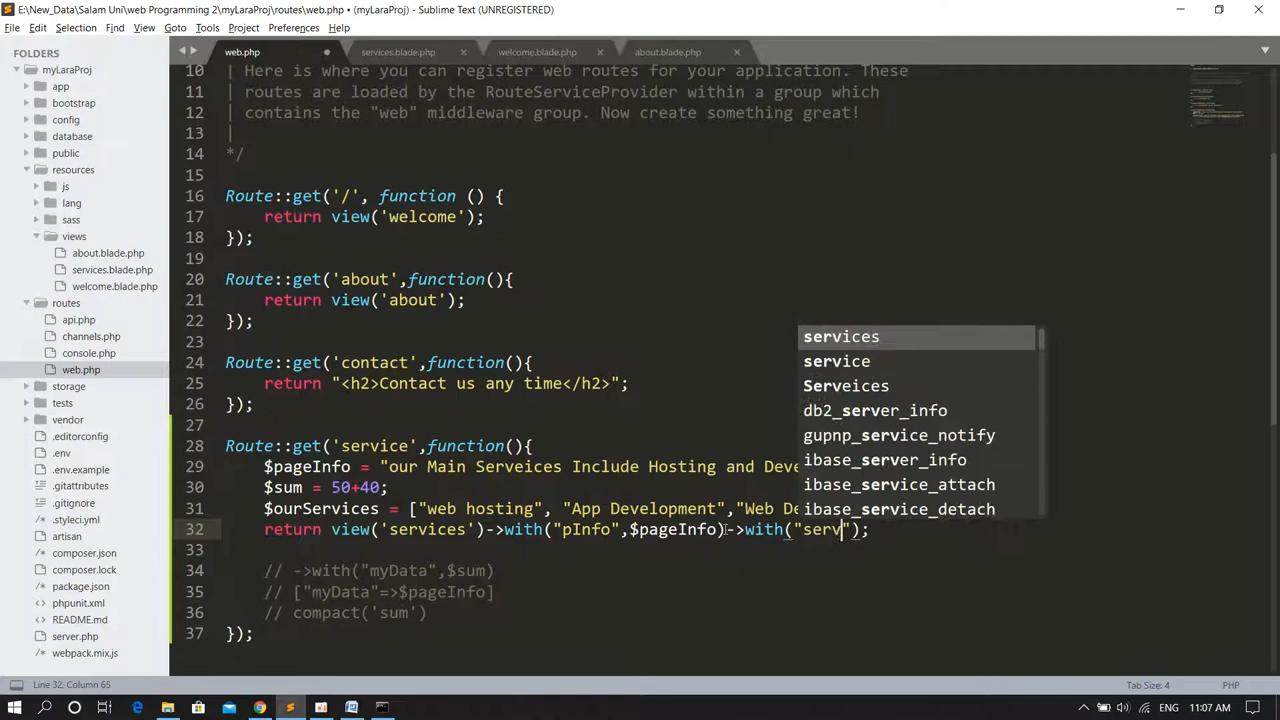 E:\New_Data\Salam Uni\web Programming 2\myLaraProj\routes\web.php • (myLaraProj) - Sublime Text (UNREGISTERED)
File Edit Selection Find View Goto Tools Project Preferences Help
FOLDERS
myLaraProj
app
bootstrap
config
database
public
resources
js
lang
sass
views
about.blade.php
services.blade.php
welcome.blade.php
routes
api.php
channels.php
console.php
web.php
storage
tests
vendor
.editorconfig
.env
.env.example
.gitattributes
.gitignore
.styleci.yml
artisan
composer.json
composer.lock
package.json
phpunit.xml
README.md
server.php
webpack.mix.js
web.php services.blade.php welcome.blade.php about.blade.php
10 | Here is where you can register web routes for your application. These
11 | routes are loaded by the RouteServiceProvider within a group which
12 | contains the "web" middleware group. Now create something great!
13 |
14 */
15
16 Route::get('/', function () {
17     return view('welcome');
18 });
19
20 Route::get('about',function(){
21     return view('about');
22 });
23
24 Route::get('contact',function(){
25     return "<h2>Contact us any time</h2>";
26 });
27
28 Route::get('service',function(){
29     $pageInfo = "our Main Serveices Include Hosting and Deve
30     $sum = 50+40;
31     $ourServices = ["web hosting", "App Development","Web De
32     return view('services')->with("pInfo",$pageInfo)->with("serv");
33
34     // ->with("myData",$sum)
35     // ["myData"=>$pageInfo]
36     // compact('sum')
37 });
services
service
Serveices
db2_server_info
gupnp_service_notify
ibase_server_info
ibase_service_attach
ibase_service_detach
Line 32, Column 65 Tab Size: 4 PHP
ENG 11:07 AM